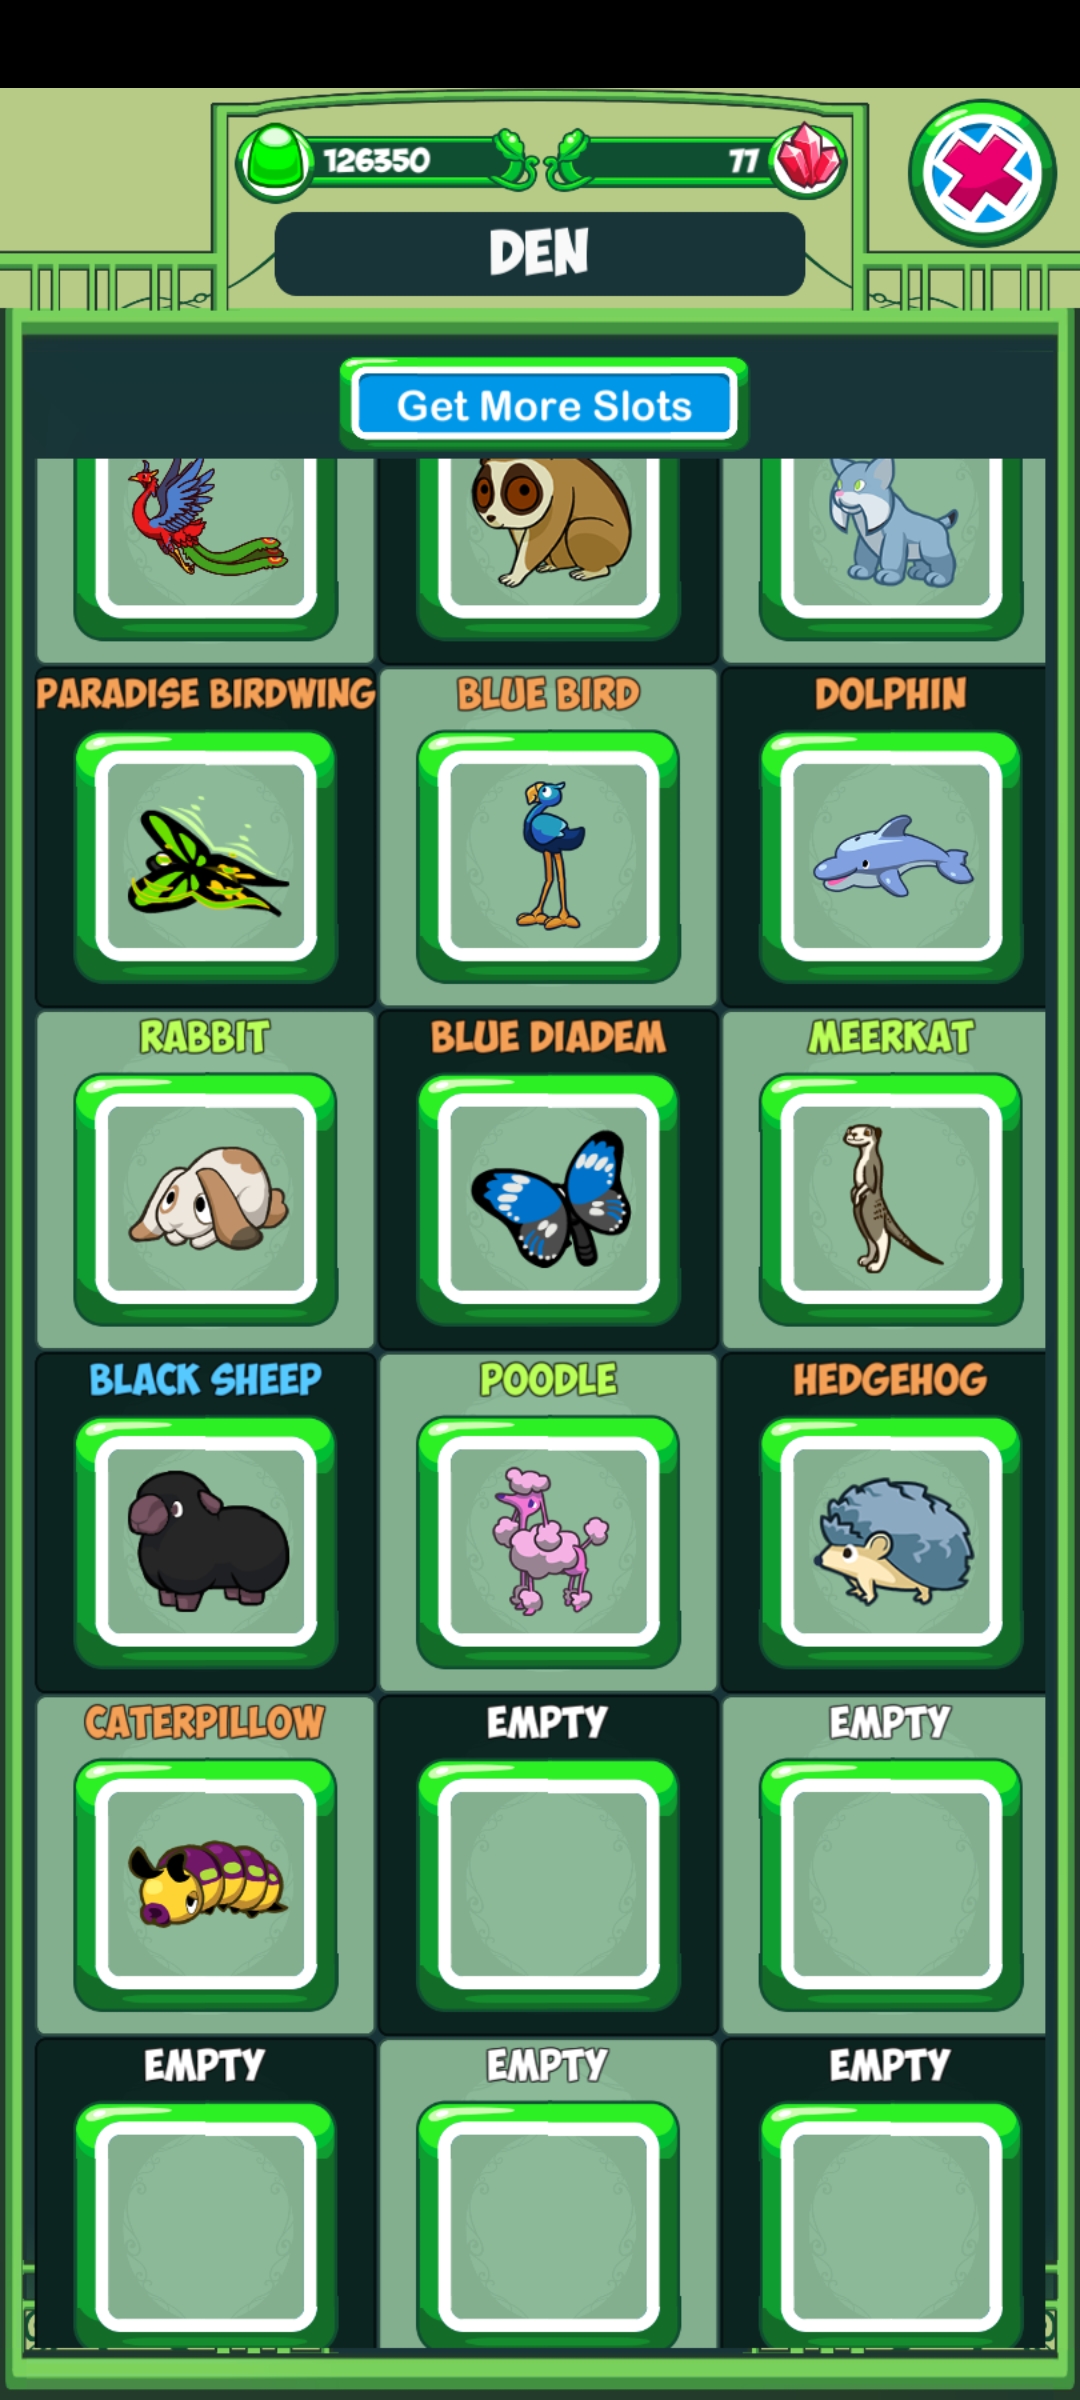 126350
77
DEN
Get More Slots
PARADISE BIRDWING
BLUE BIRD
DOLPHIN
RABBIT
BLUE DIADEM
MEERKAT
BLACK SHEEP
POODLE
HEDGEHOG
CATERPILLOW
EMPTY
EMPTY
EMPTY
EMPTY
EMPTY